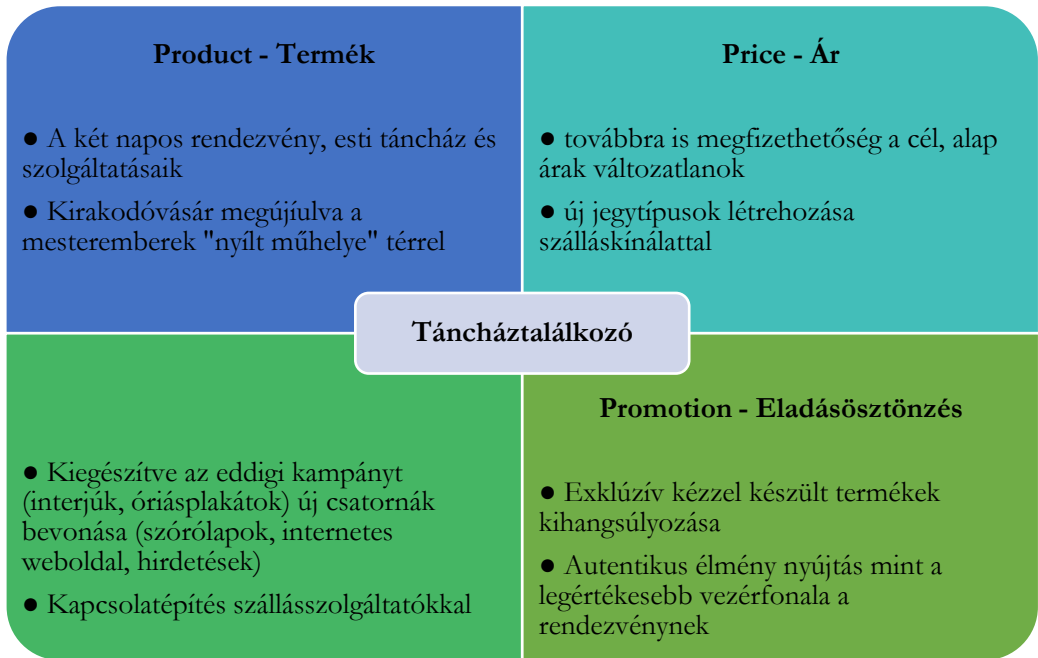 Product - Termék
● A két napos rendezvény, esti táncház és
szolgáltatásaik
● Kirakodóvásár megújíulva a
mesteremberek "nyílt műhelye" térrel
Price - Ár
● továbbra is megfizethetőség a cél, alap
árak változatlanok
● új jegytípusok létrehozása
szálláskínálattal
Táncháztalálkozó
● Kiegészítve az eddigi kampányt
(interjúk, óriásplakátok) új csatornák
bevonása (szórólapok, internetes
weboldal, hirdetések)
● Kapcsolatépítés szállásszolgáltatókkal
Promotion - Eladásösztönzés
● Exklúzív kézzel készült termékek
kihangsúlyozása
● Autentikus élmény nyújtás mint a
legértékesebb vezérfonala a
rendezvénynek